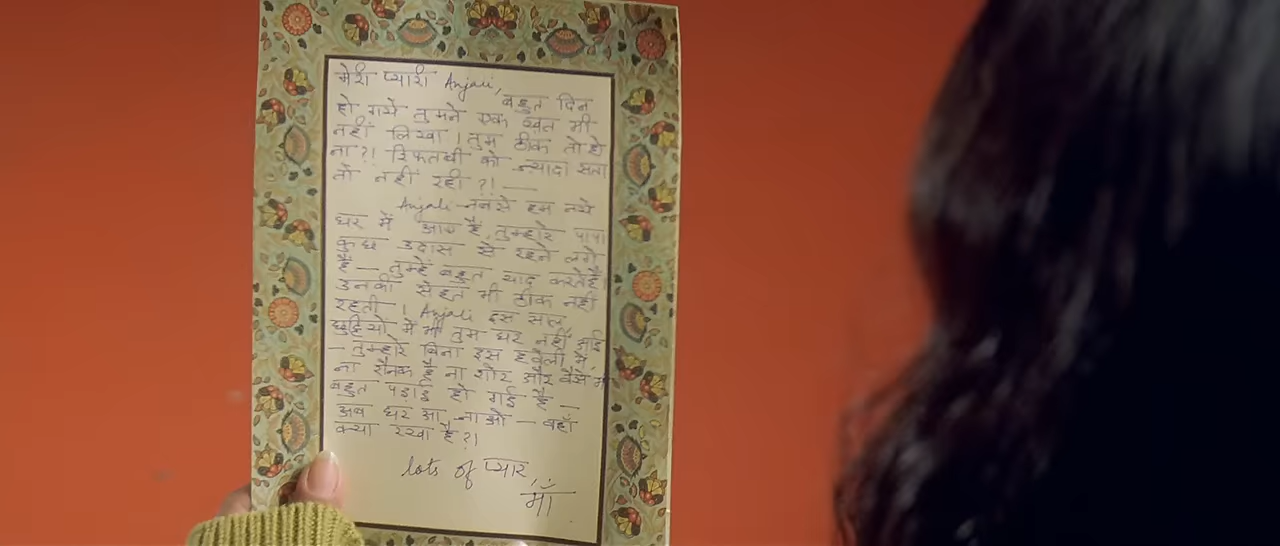 मेरी प्यारी Anjali,
बहुत दिन
हो गये तुमने एक ख़त भी
नहीं लिखा। तुम ठीक तो हो
ना?! रिफतबी को ज्यादा सता
तो नहीं रही?! —
Anjali जबसे हम नये
घर में आए हैं, तुम्हारे पापा
कुछ उदास से रहने लगे
हैं — तुम्हें बहुत याद करते हैं।
उनकी सेहत भी ठीक नहीं
रहती। Anjali इस साल
छुट्टियों में भी तुम घर नहीं आई
— तुम्हारे बिना इस हवेली में,
ना रौनक है ना शोर और वैसे भी
बहुत पढ़ाई हो गई है —
अब घर आ जाओ — वहाँ
क्या रखा है?!
lots of प्यार,
माँ